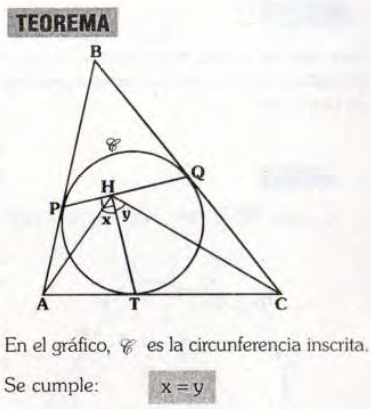 TEOREMA
B
𝒞
Q
H
P
x y
A T C
En el gráfico, 𝒞 es la circunferencia inscrita.
Se cumple: x = y